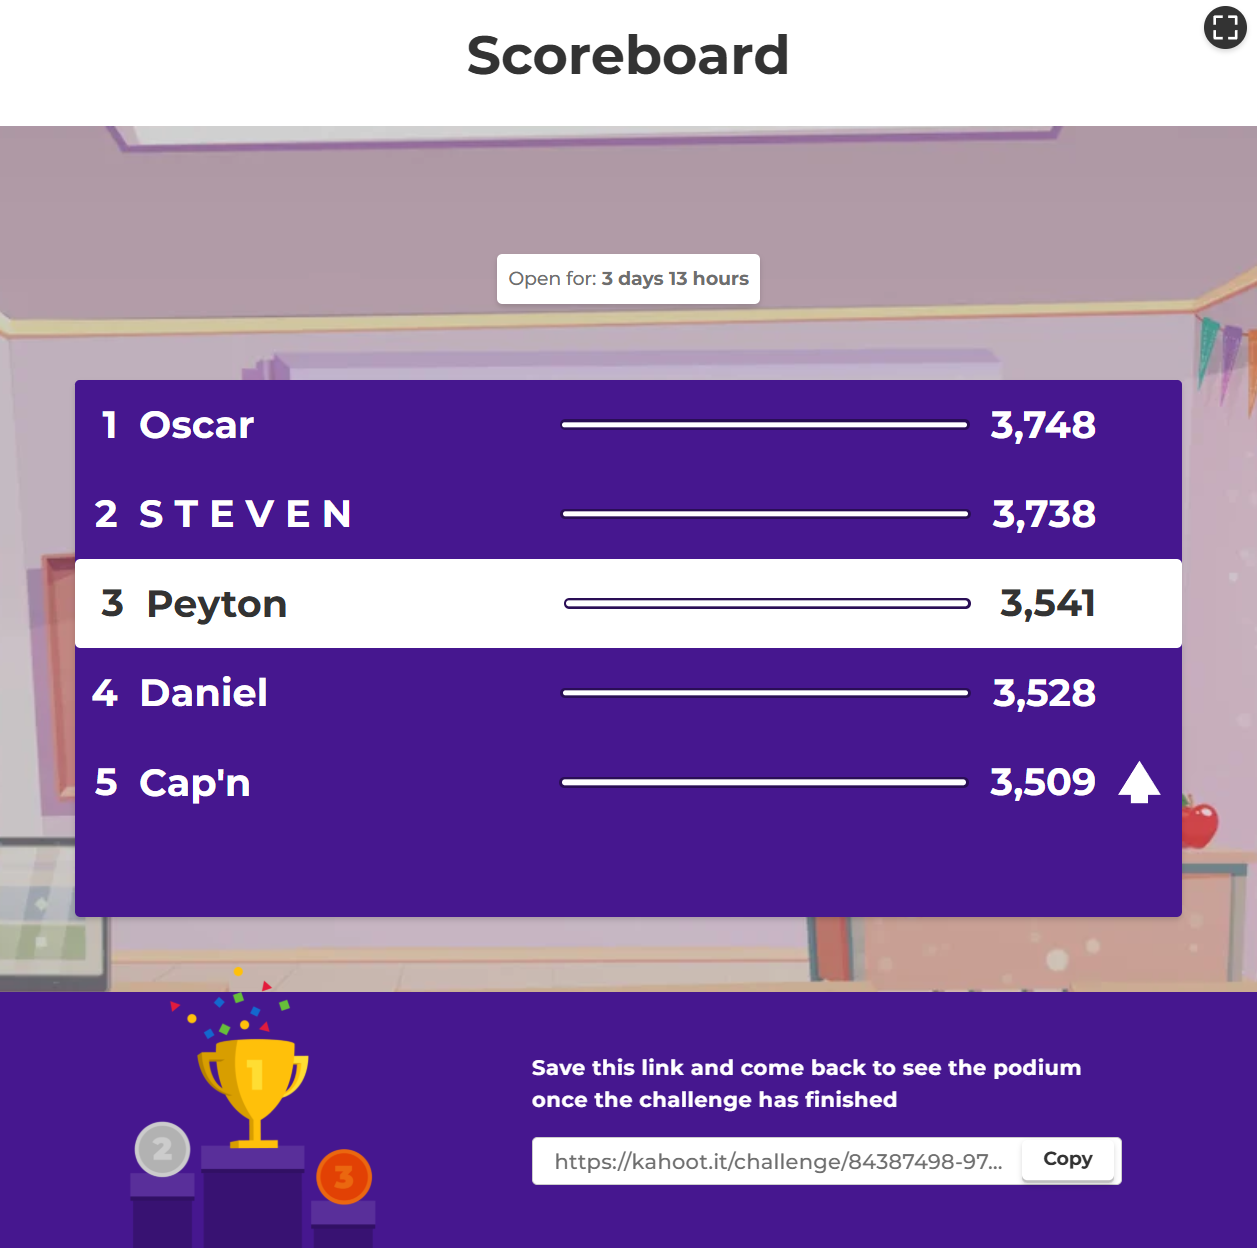 Scoreboard
Open for: 3 days 13 hours
1 Oscar 3,748
2 S T E V E N 3,738
3 Peyton 3,541
4 Daniel 3,528
5 Cap'n 3,509
1
2
3
Save this link and come back to see the podium
once the challenge has finished
https://kahoot.it/challenge/84387498-97... Copy